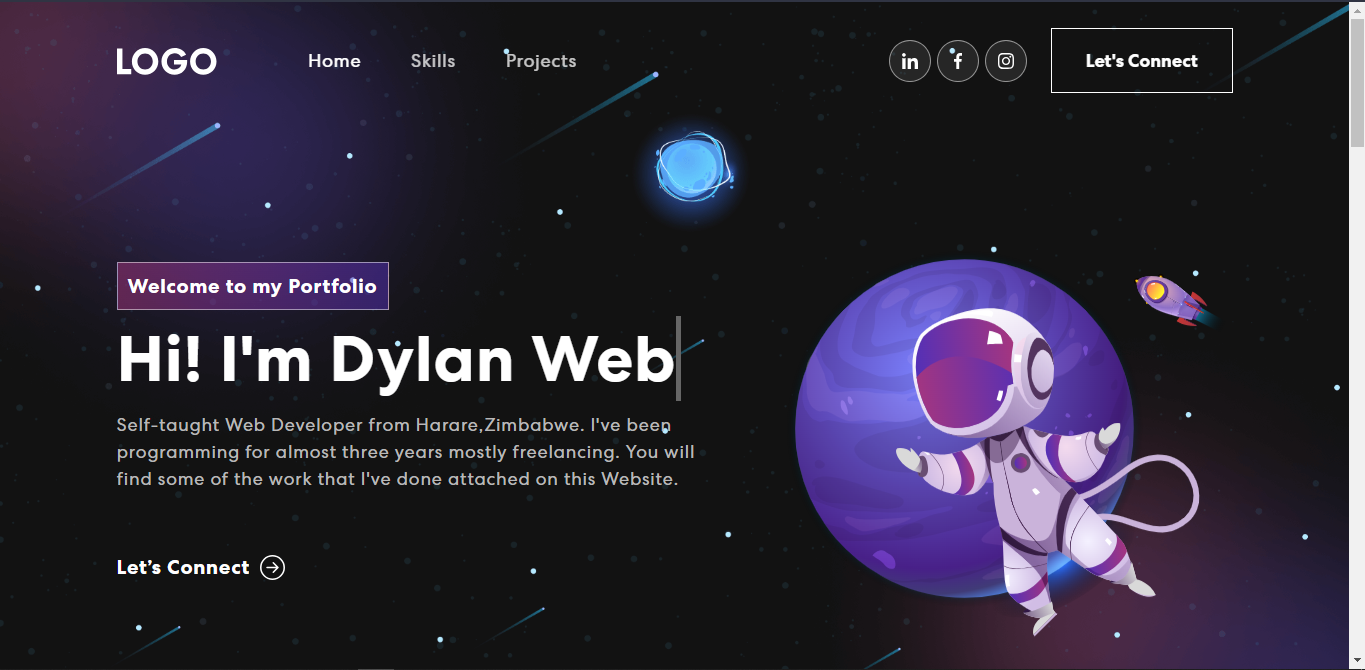 LOGO
Home
Skills
Projects
in
f
Let's Connect
Welcome to my Portfolio
Hi! I'm Dylan Web
Self-taught Web Developer from Harare,Zimbabwe. I've been
programming for almost three years mostly freelancing. You will
find some of the work that I've done attached on this Website.
Let’s Connect